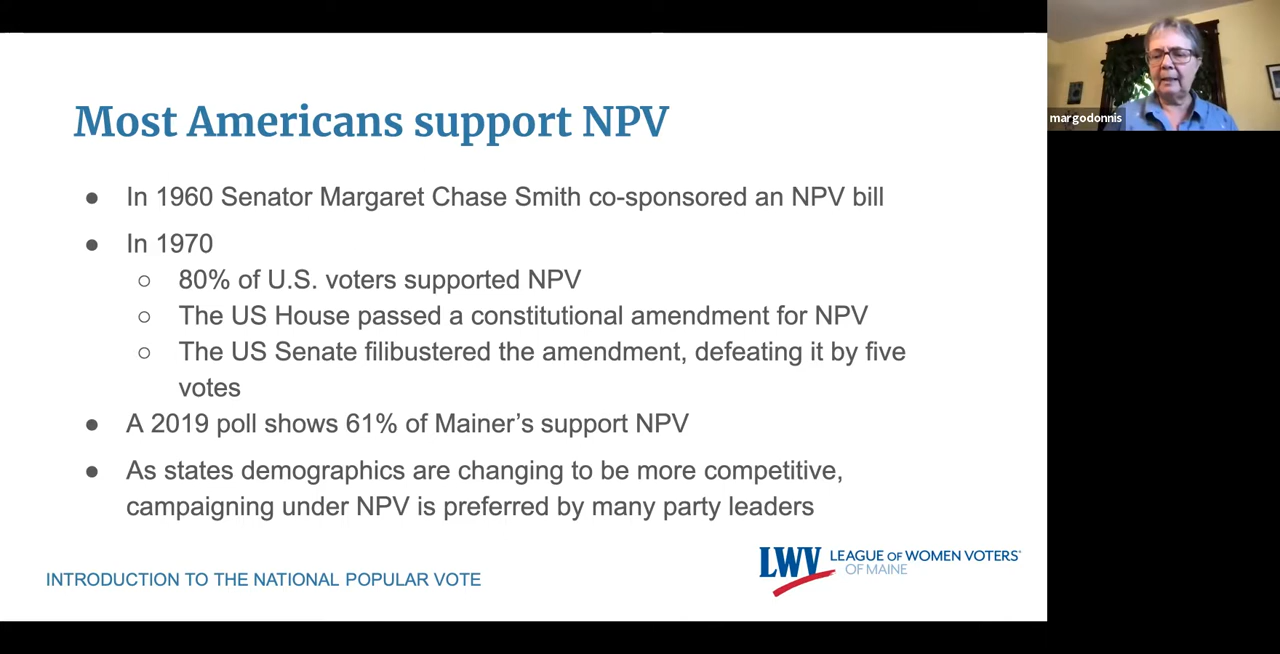 Most Americans support NPV
● In 1960 Senator Margaret Chase Smith co-sponsored an NPV bill
● In 1970
○ 80% of U.S. voters supported NPV
○ The US House passed a constitutional amendment for NPV
○ The US Senate filibustered the amendment, defeating it by five
votes
● A 2019 poll shows 61% of Mainer's support NPV
● As states demographics are changing to be more competitive,
campaigning under NPV is preferred by many party leaders
INTRODUCTION TO THE NATIONAL POPULAR VOTE
LWV LEAGUE OF WOMEN VOTERS®
OF MAINE
margodonnis